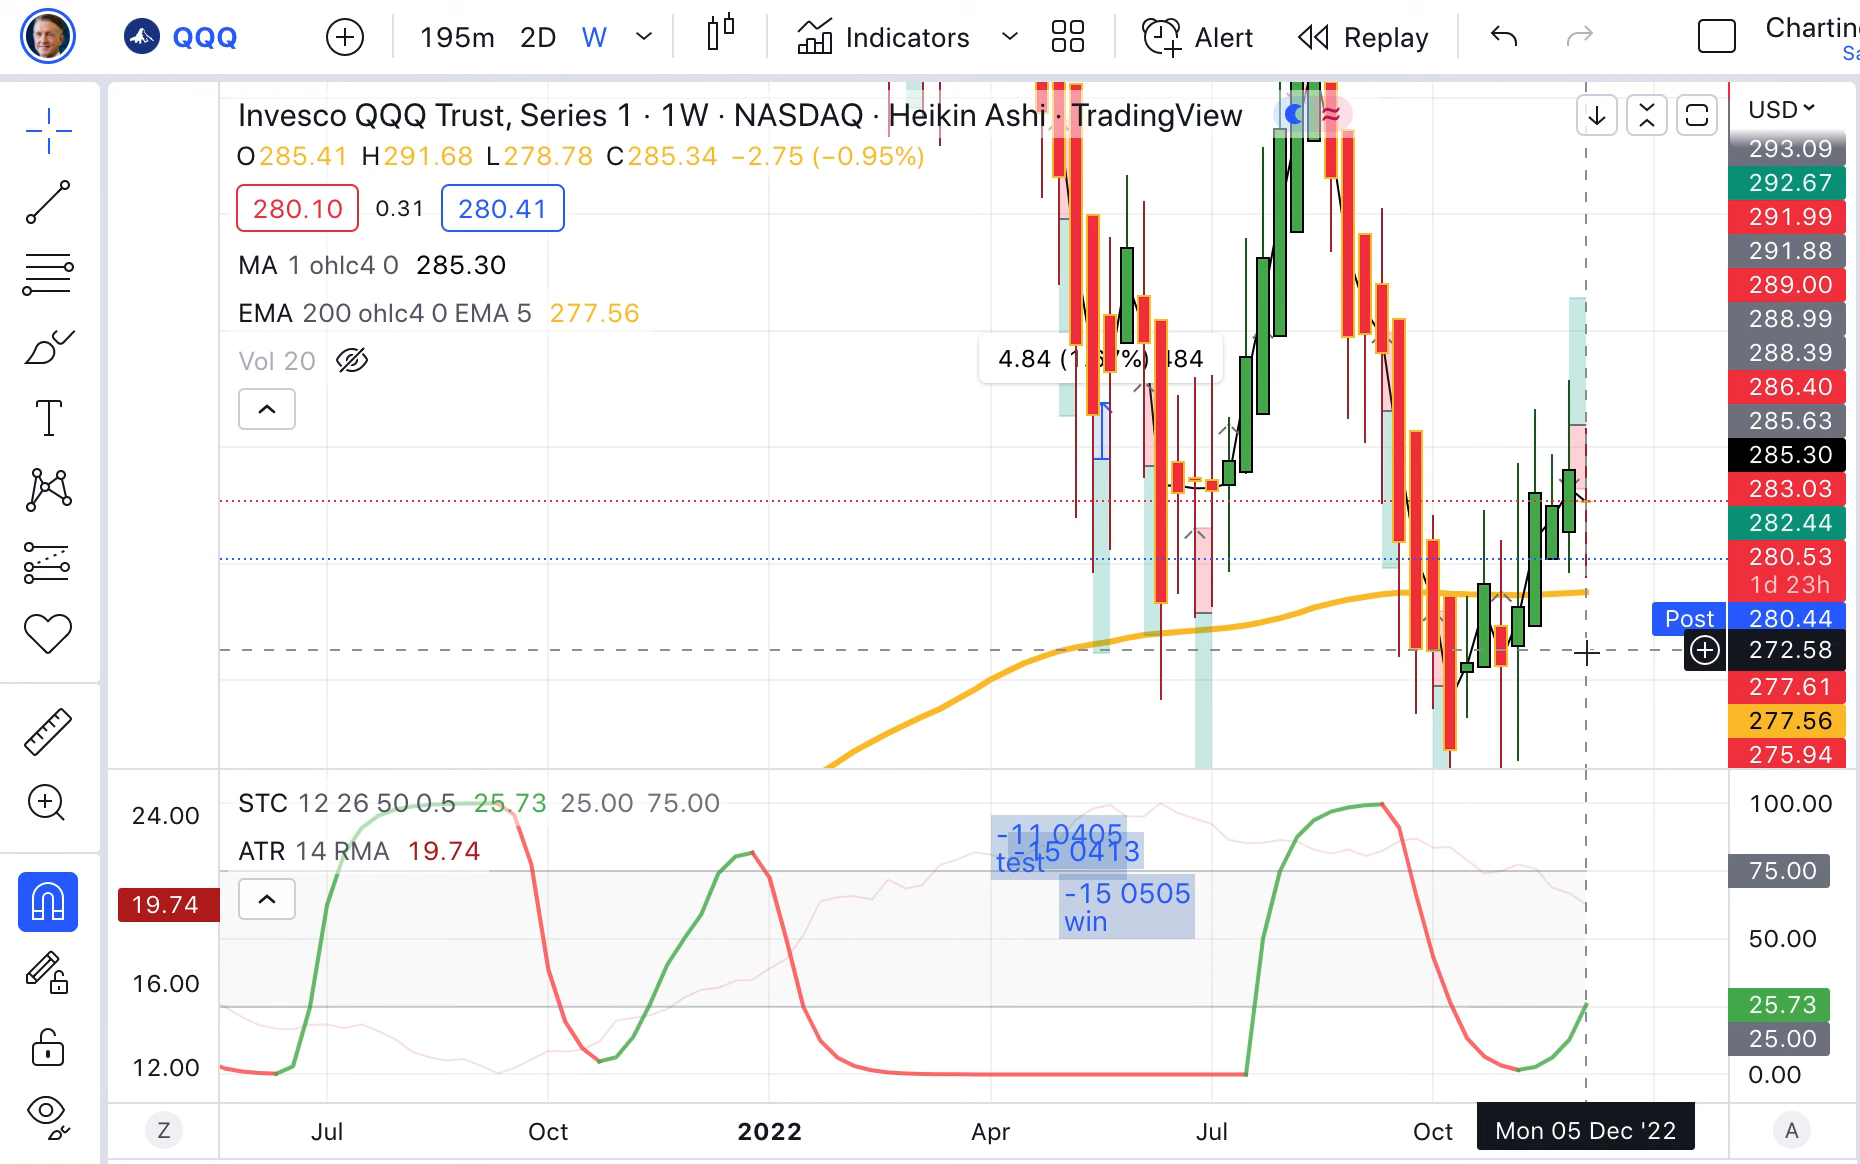 QQQ 195m 2D W Indicators Alert Replay
Invesco QQQ Trust, Series 1 · 1W · NASDAQ · Heikin Ashi · TradingView
USD
O285.41 H291.68 L278.78 C285.34 −2.75 (−0.95%)
280.10 0.31 280.41
MA 1 ohlc4 0 285.30
EMA 200 ohlc4 0 EMA 5 277.56
Vol 20
484
293.09
292.67
291.99
291.88
289.00
288.99
288.39
286.40
285.63
285.30
283.03
282.44
280.53
1d 23h
Post 280.44
272.58
277.61
277.56
275.94
STC 12 26 50 0.5 25.73 25.00 75.00
ATR 14 RMA 19.74
24.00
19.74
16.00
12.00
-11 0405
test
-15 0413
-15 0505
win
100.00
75.00
50.00
25.73
25.00
0.00
Z Jul Oct 2022 Apr Jul Oct Mon 05 Dec '22 A